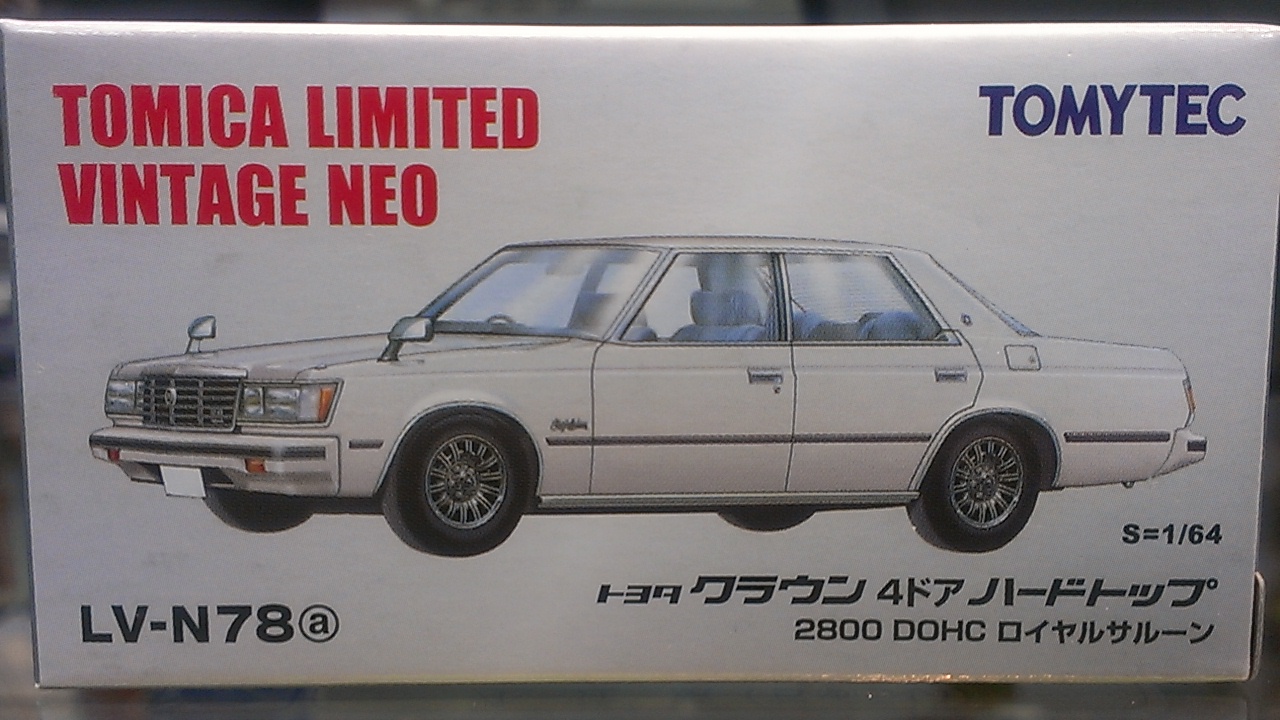 TOMICA LIMITED
VINTAGE NEO
TOMYTEC
S=1/64
LV-N78ⓐ
トヨタ クラウン 4ドア ハードトップ
2800 DOHC ロイヤルサルーン